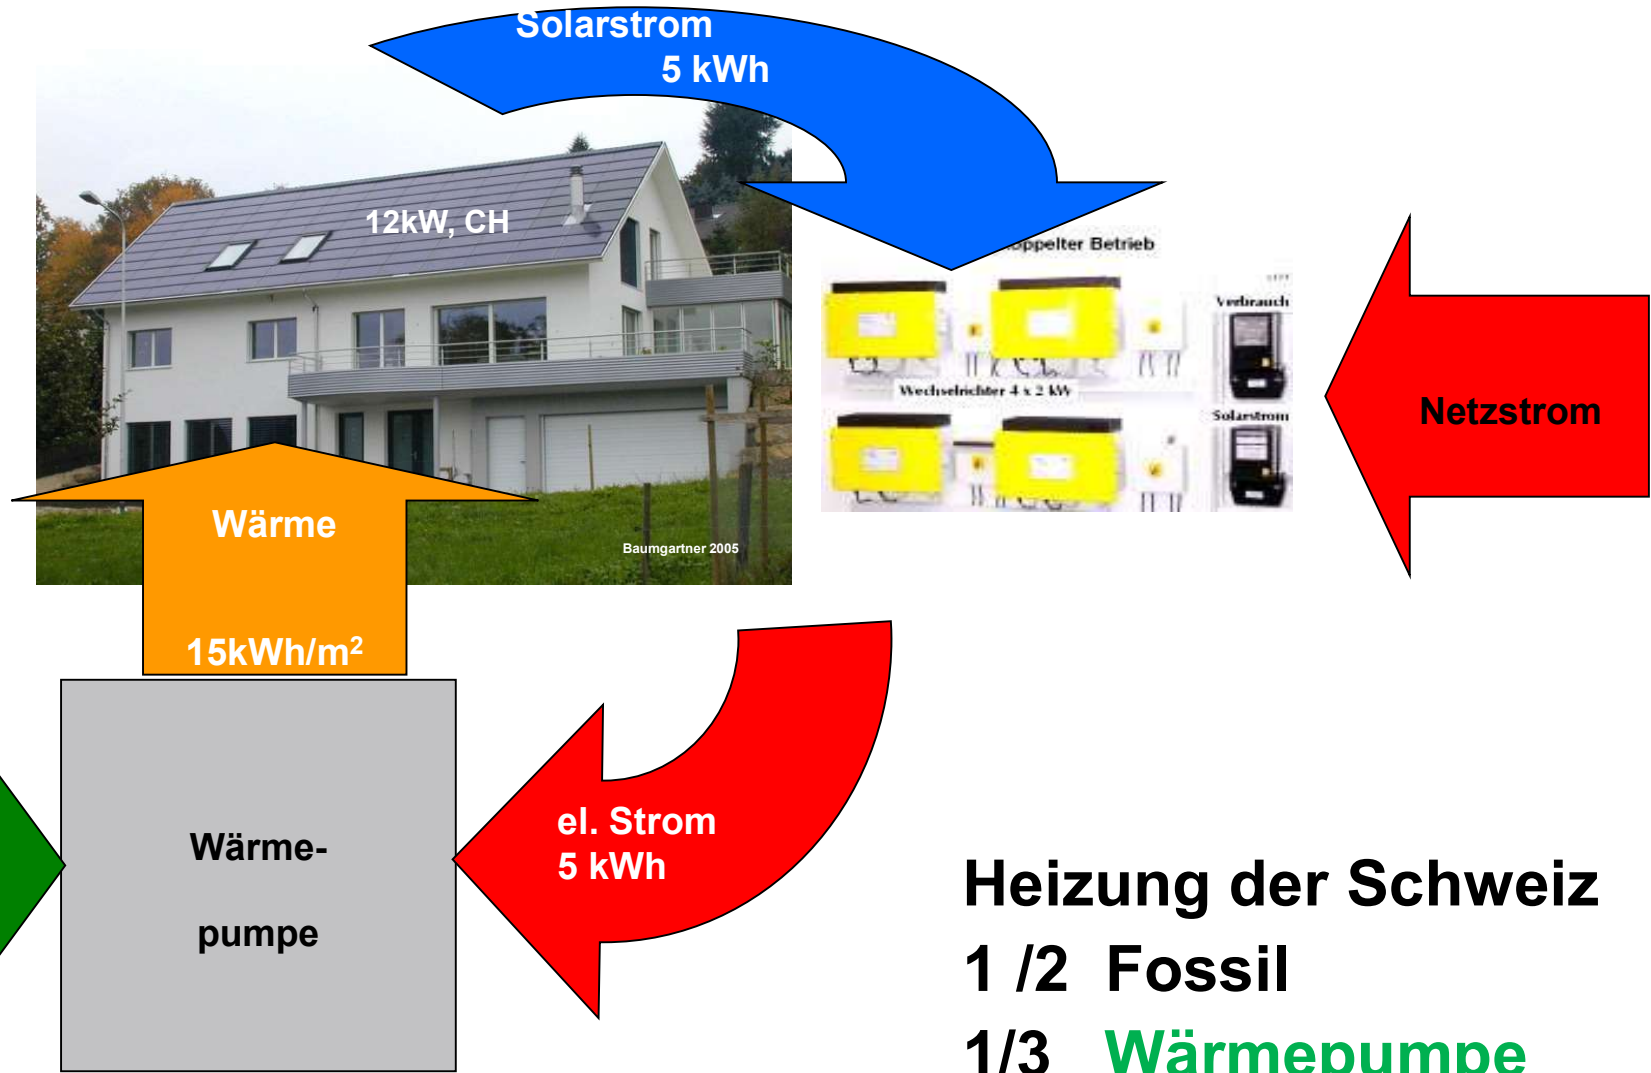 Solarstrom
5 kWh
12kW, CH
Betrieb
Verbrauch
Wechselrichter 4 x 2 kW
Solarstrom
Netzstrom
Wärme
Baumgartner 2005
15kWh/m²
Wärme-
pumpe
el. Strom
5 kWh
Heizung der Schweiz
1 /2 Fossil
1/3 Wärmepumpe